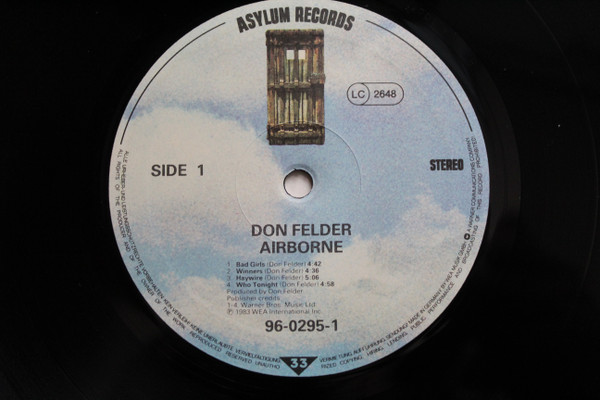 ASYLUM RECORDS
LC 2648
SIDE 1
STEREO
DON FELDER
AIRBORNE
1. Bad Girls (Don Felder) 4:42
2. Winners (Don Felder) 4:36
3. Haywire (Don Felder) 5:06
4. Who Tonight (Don Felder) 4:58
Produced by Don Felder
Publisher credits:
1-4: Warner Bros. Music Ltd.
℗ 1983 WEA International Inc.
96-0295-1
33